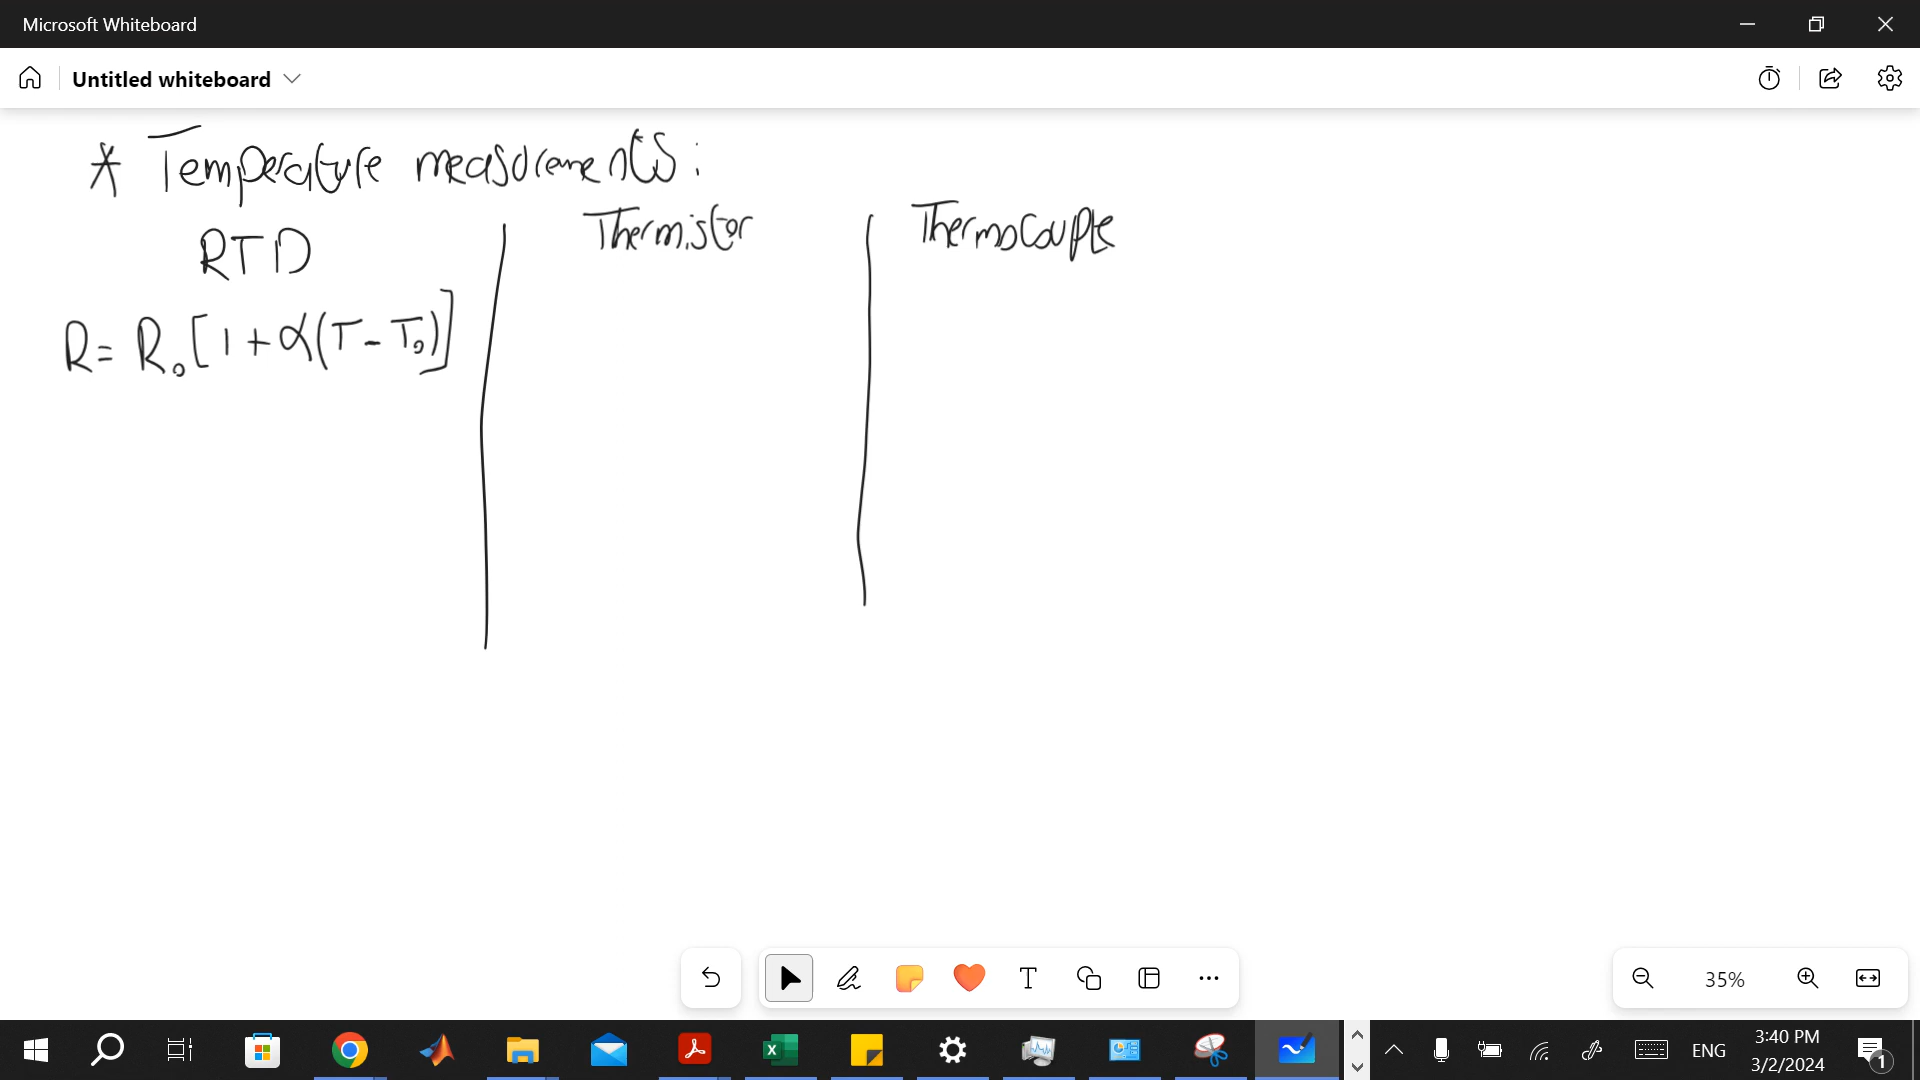 Microsoft Whiteboard
Untitled whiteboard
* Temperature measurements:
RTD
Thermistor
Thermocouple
R = R₀ [1 + α(T - T₀)]
35%
ENG
3:40 PM
3/2/2024
1